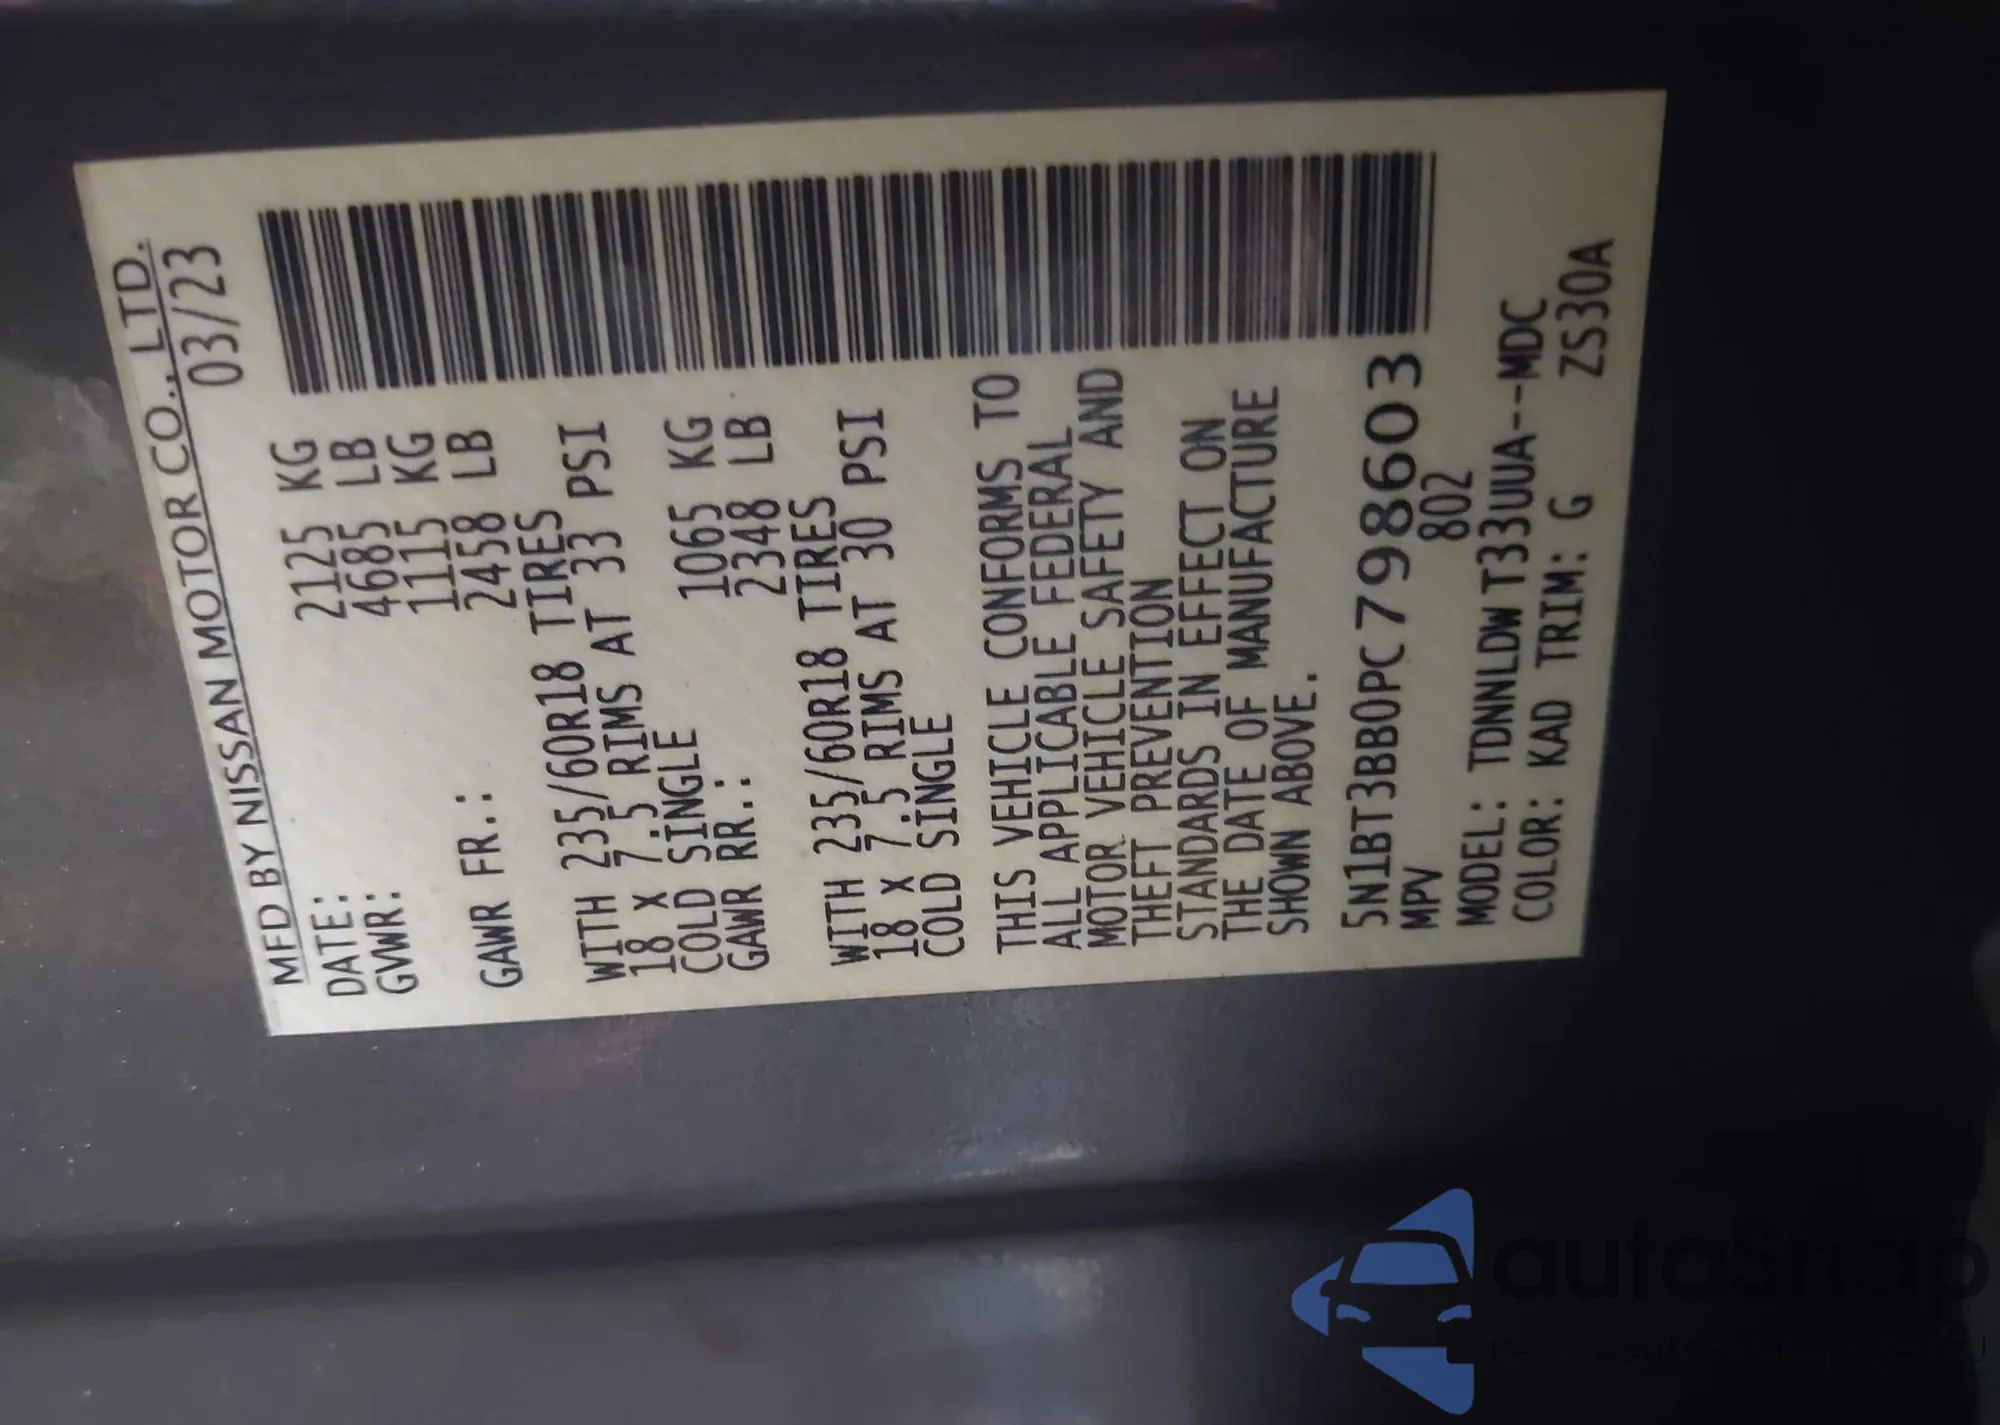 MFD BY NISSAN MOTOR CO., LTD.
DATE: 03/23
GVWR: 2125 KG
4685 LB
GAWR FR.: 1115 KG
2458 LB
WITH 235/60R18 TIRES
18 X 7.5 RIMS AT 33 PSI
COLD SINGLE
GAWR RR.: 1065 KG
2348 LB
WITH 235/60R18 TIRES
18 X 7.5 RIMS AT 30 PSI
COLD SINGLE
THIS VEHICLE CONFORMS TO
ALL APPLICABLE FEDERAL
MOTOR VEHICLE SAFETY AND
THEFT PREVENTION
STANDARDS IN EFFECT ON
THE DATE OF MANUFACTURE
SHOWN ABOVE.
5N1BT3BB0PC798603
MPV 802
MODEL: TDNNLDW T33UUA--MDC
COLOR: KAD TRIM: G ZS30A
autoSnap